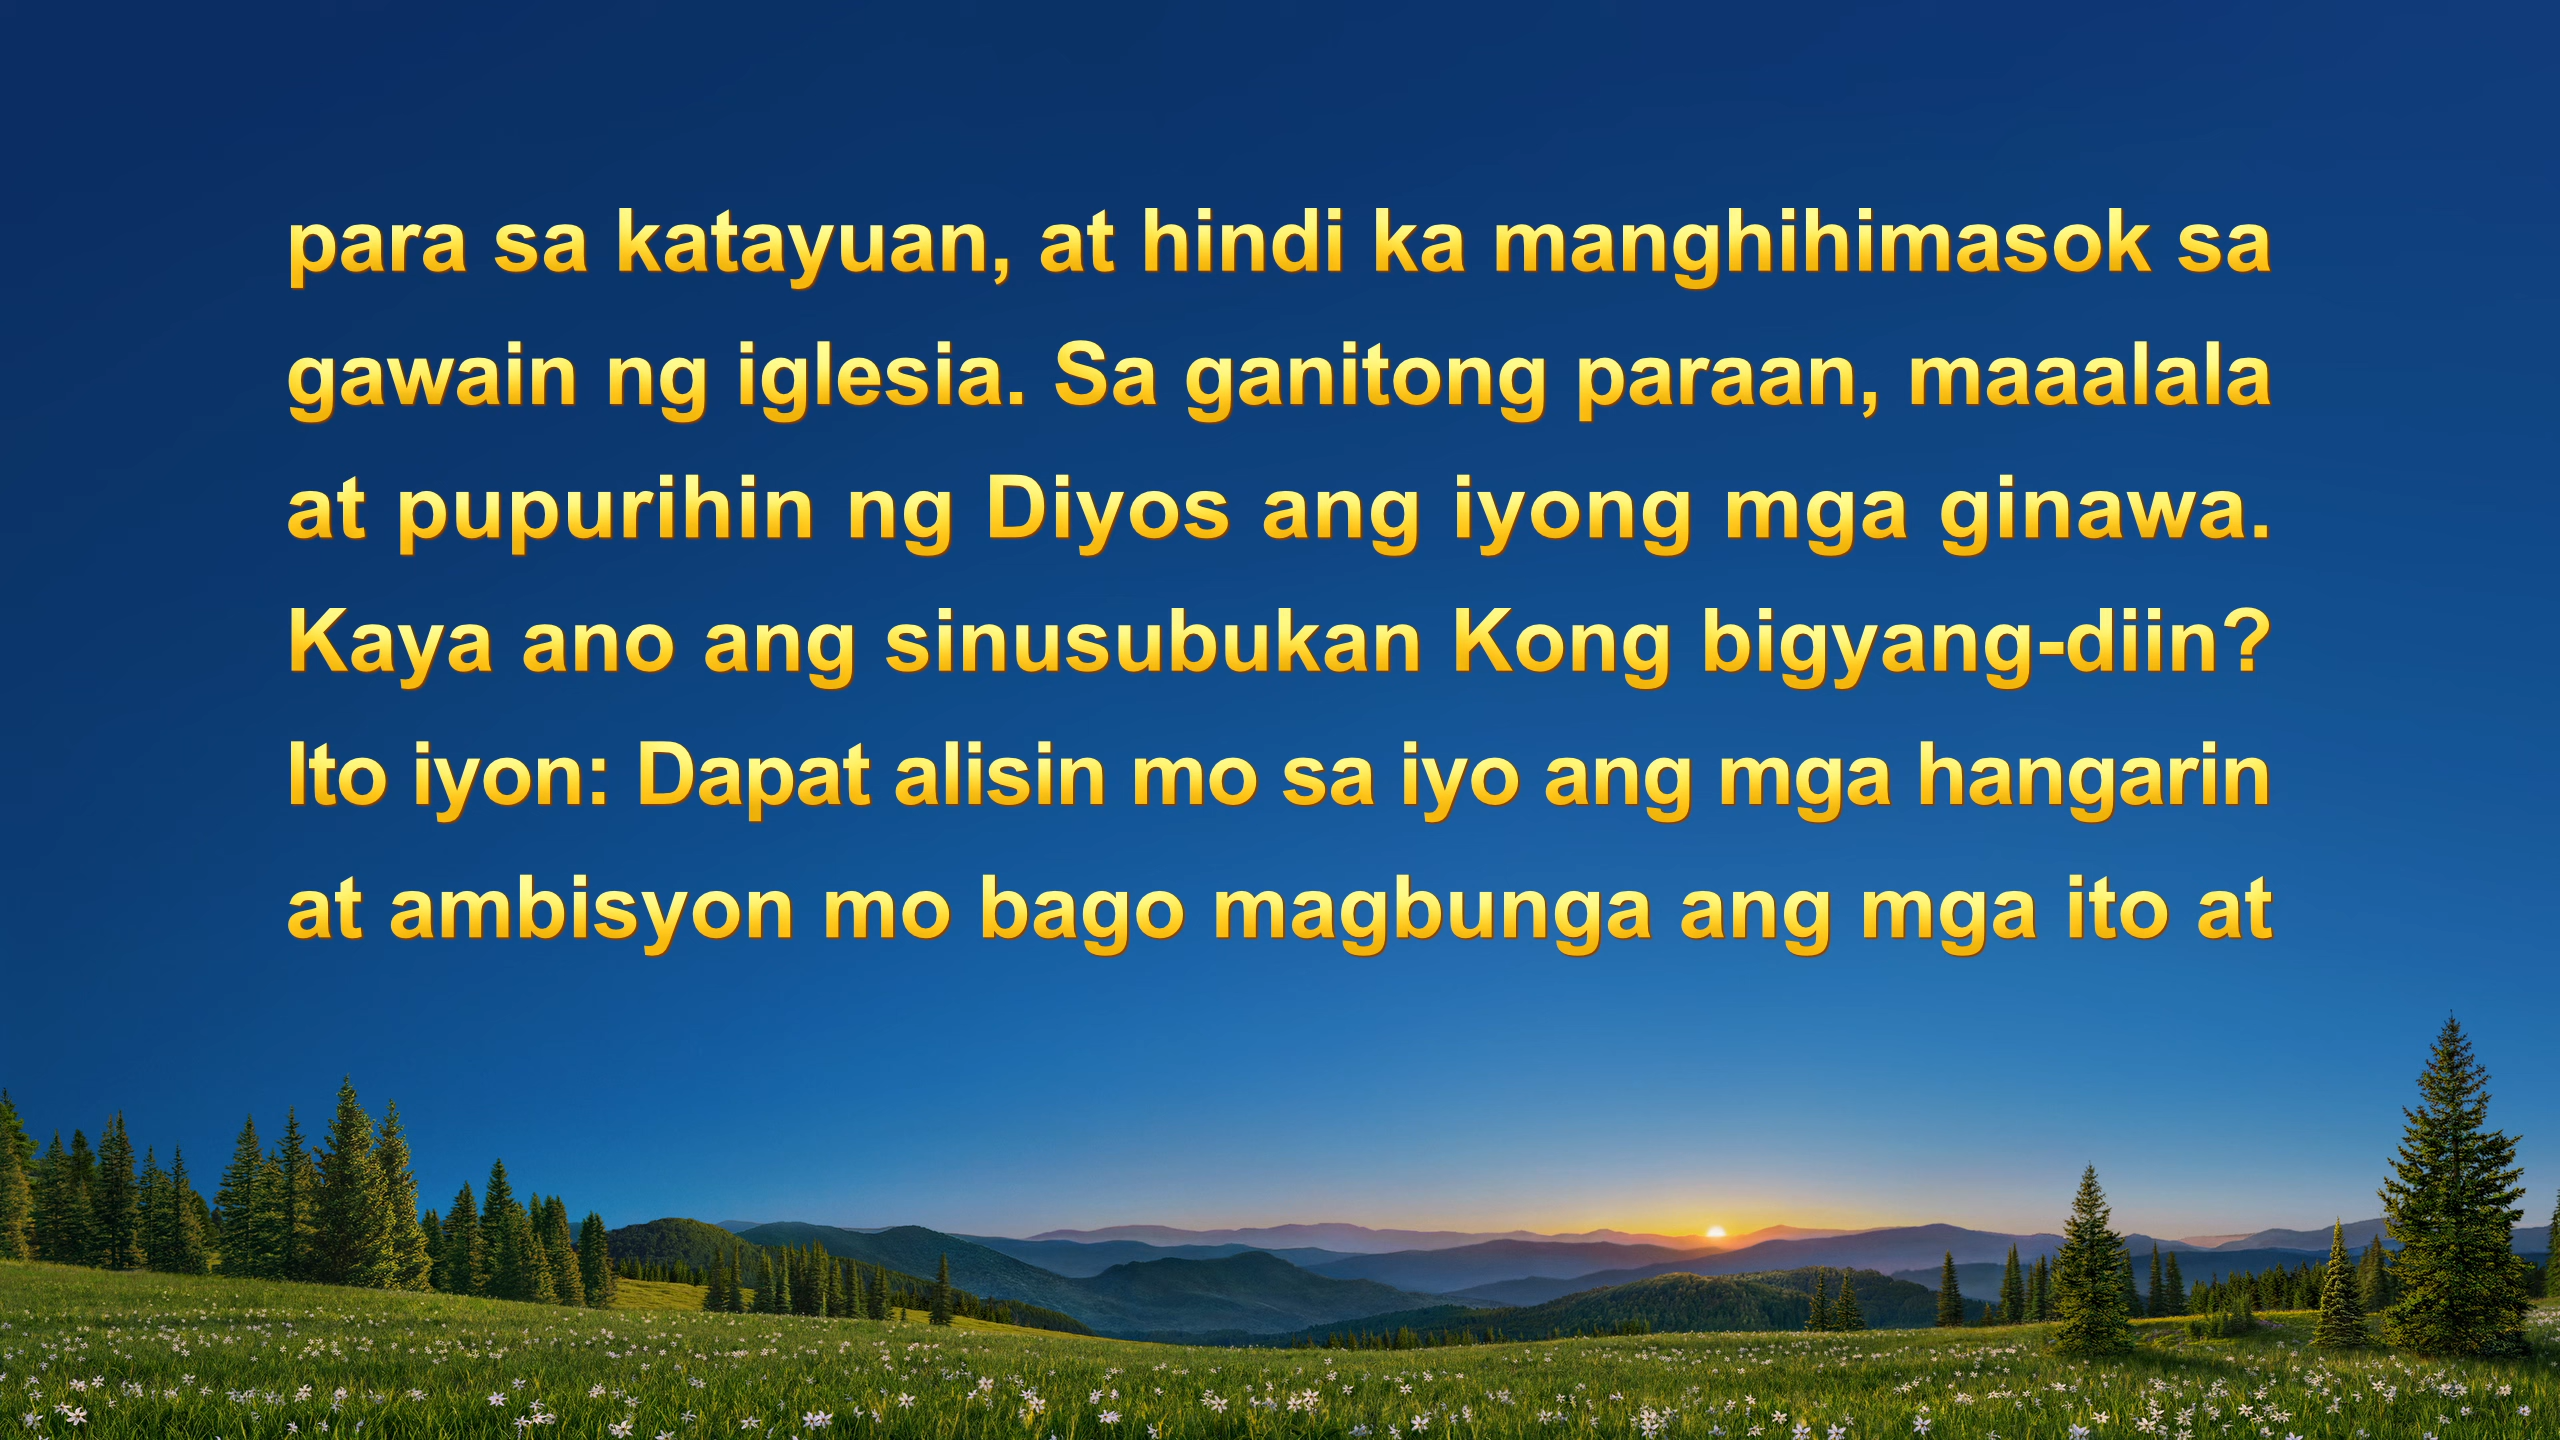 para sa katayuan, at hindi ka manghihimasok sa
gawain ng iglesia. Sa ganitong paraan, maaalala
at pupurihin ng Diyos ang iyong mga ginawa.
Kaya ano ang sinusubukan Kong bigyang-diin?
Ito iyon: Dapat alisin mo sa iyo ang mga hangarin
at ambisyon mo bago magbunga ang mga ito at